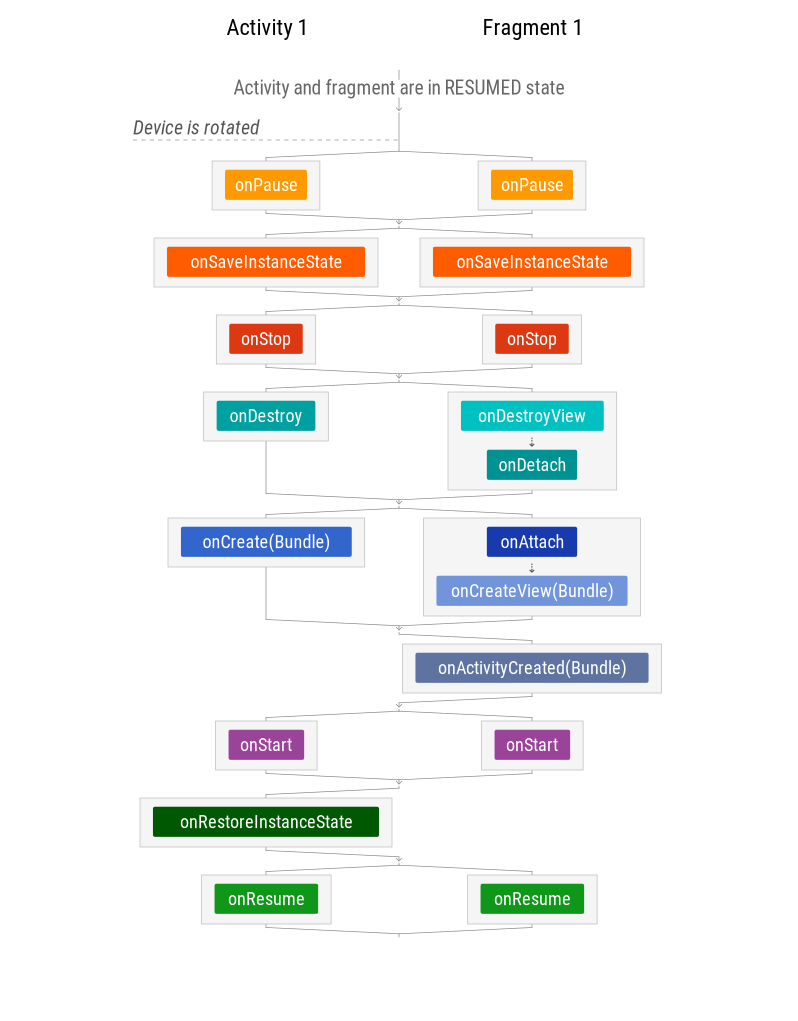 Activity 1
Fragment 1
Activity and fragment are in RESUMED state
Device is rotated
onPause
onPause
onSaveInstanceState
onSaveInstanceState
onStop
onStop
onDestroy
onDestroyView
onDetach
onCreate(Bundle)
onAttach
onCreateView(Bundle)
onActivityCreated(Bundle)
onStart
onStart
onRestoreInstanceState
onResume
onResume